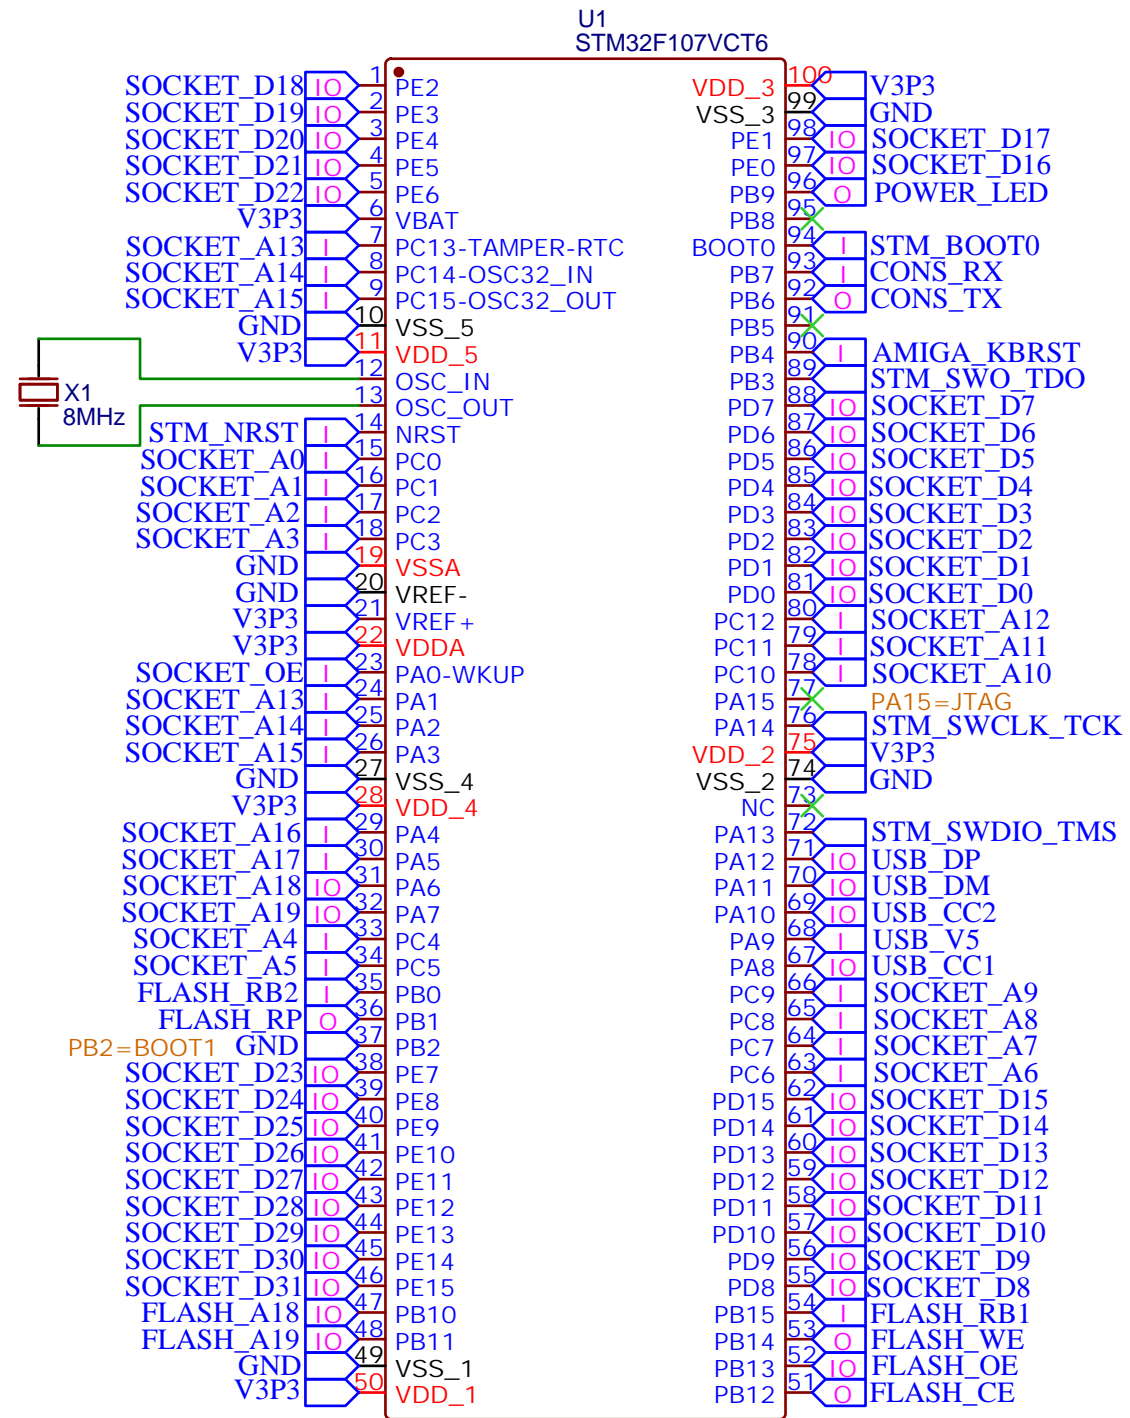 U1
STM32F107VCT6
SOCKET_D18 IO 1 PE2 VDD_3 100 V3P3
SOCKET_D19 IO 2 PE3 VSS_3 99 GND
SOCKET_D20 IO 3 PE4 PE1 98 IO SOCKET_D17
SOCKET_D21 IO 4 PE5 PE0 97 IO SOCKET_D16
SOCKET_D22 IO 5 PE6 PB9 96 O POWER_LED
V3P3 6 VBAT PB8 95
SOCKET_A13 I 7 PC13-TAMPER-RTC BOOT0 94 I STM_BOOT0
SOCKET_A14 I 8 PC14-OSC32_IN PB7 93 I CONS_RX
SOCKET_A15 I 9 PC15-OSC32_OUT PB6 92 O CONS_TX
GND 10 VSS_5 PB5 91
V3P3 11 VDD_5 PB4 90 I AMIGA_KBRST
12 OSC_IN PB3 89 STM_SWO_TDO
X1
8MHz
13 OSC_OUT PD7 88 IO SOCKET_D7
STM_NRST I 14 NRST PD6 87 IO SOCKET_D6
SOCKET_A0 I 15 PC0 PD5 86 IO SOCKET_D5
SOCKET_A1 I 16 PC1 PD4 85 IO SOCKET_D4
SOCKET_A2 I 17 PC2 PD3 84 IO SOCKET_D3
SOCKET_A3 I 18 PC3 PD2 83 IO SOCKET_D2
GND 19 VSSA PD1 82 IO SOCKET_D1
GND 20 VREF- PD0 81 IO SOCKET_D0
V3P3 21 VREF+ PC12 80 I SOCKET_A12
V3P3 22 VDDA PC11 79 I SOCKET_A11
SOCKET_OE I 23 PA0-WKUP PC10 78 I SOCKET_A10
SOCKET_A13 I 24 PA1 PA15 77 PA15=JTAG
SOCKET_A14 I 25 PA2 PA14 76 STM_SWCLK_TCK
SOCKET_A15 I 26 PA3 VDD_2 75 V3P3
GND 27 VSS_4 VSS_2 74 GND
V3P3 28 VDD_4 NC 73
SOCKET_A16 I 29 PA4 PA13 72 STM_SWDIO_TMS
SOCKET_A17 I 30 PA5 PA12 71 IO USB_DP
SOCKET_A18 IO 31 PA6 PA11 70 IO USB_DM
SOCKET_A19 IO 32 PA7 PA10 69 IO USB_CC2
SOCKET_A4 I 33 PC4 PA9 68 I USB_V5
SOCKET_A5 I 34 PC5 PA8 67 IO USB_CC1
FLASH_RB2 I 35 PB0 PC9 66 I SOCKET_A9
FLASH_RP O 36 PB1 PC8 65 I SOCKET_A8
PB2=BOOT1 GND 37 PB2 PC7 64 I SOCKET_A7
SOCKET_D23 IO 38 PE7 PC6 63 I SOCKET_A6
SOCKET_D24 IO 39 PE8 PD15 62 IO SOCKET_D15
SOCKET_D25 IO 40 PE9 PD14 61 IO SOCKET_D14
SOCKET_D26 IO 41 PE10 PD13 60 IO SOCKET_D13
SOCKET_D27 IO 42 PE11 PD12 59 IO SOCKET_D12
SOCKET_D28 IO 43 PE12 PD11 58 IO SOCKET_D11
SOCKET_D29 IO 44 PE13 PD10 57 IO SOCKET_D10
SOCKET_D30 IO 45 PE14 PD9 56 IO SOCKET_D9
SOCKET_D31 IO 46 PE15 PD8 55 IO SOCKET_D8
FLASH_A18 IO 47 PB10 PB15 54 I FLASH_RB1
FLASH_A19 IO 48 PB11 PB14 53 O FLASH_WE
GND 49 VSS_1 PB13 52 IO FLASH_OE
V3P3 50 VDD_1 PB12 51 O FLASH_CE